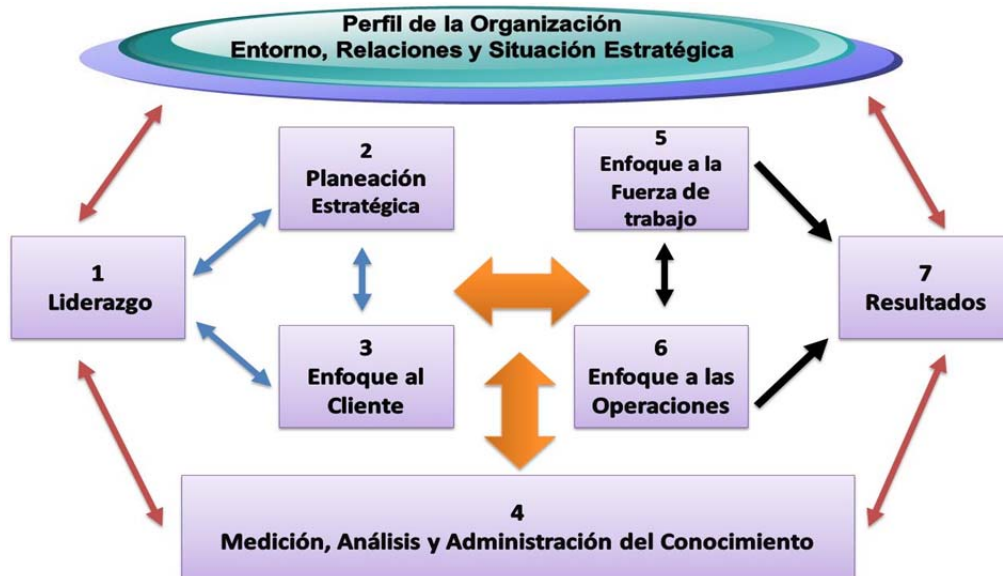 Perfil de la Organización
Entorno, Relaciones y Situación Estratégica
1
Liderazgo
2
Planeación
Estratégica
3
Enfoque al
Cliente
5
Enfoque a la
Fuerza de
trabajo
6
Enfoque a las
Operaciones
7
Resultados
4
Medición, Análisis y Administración del Conocimiento